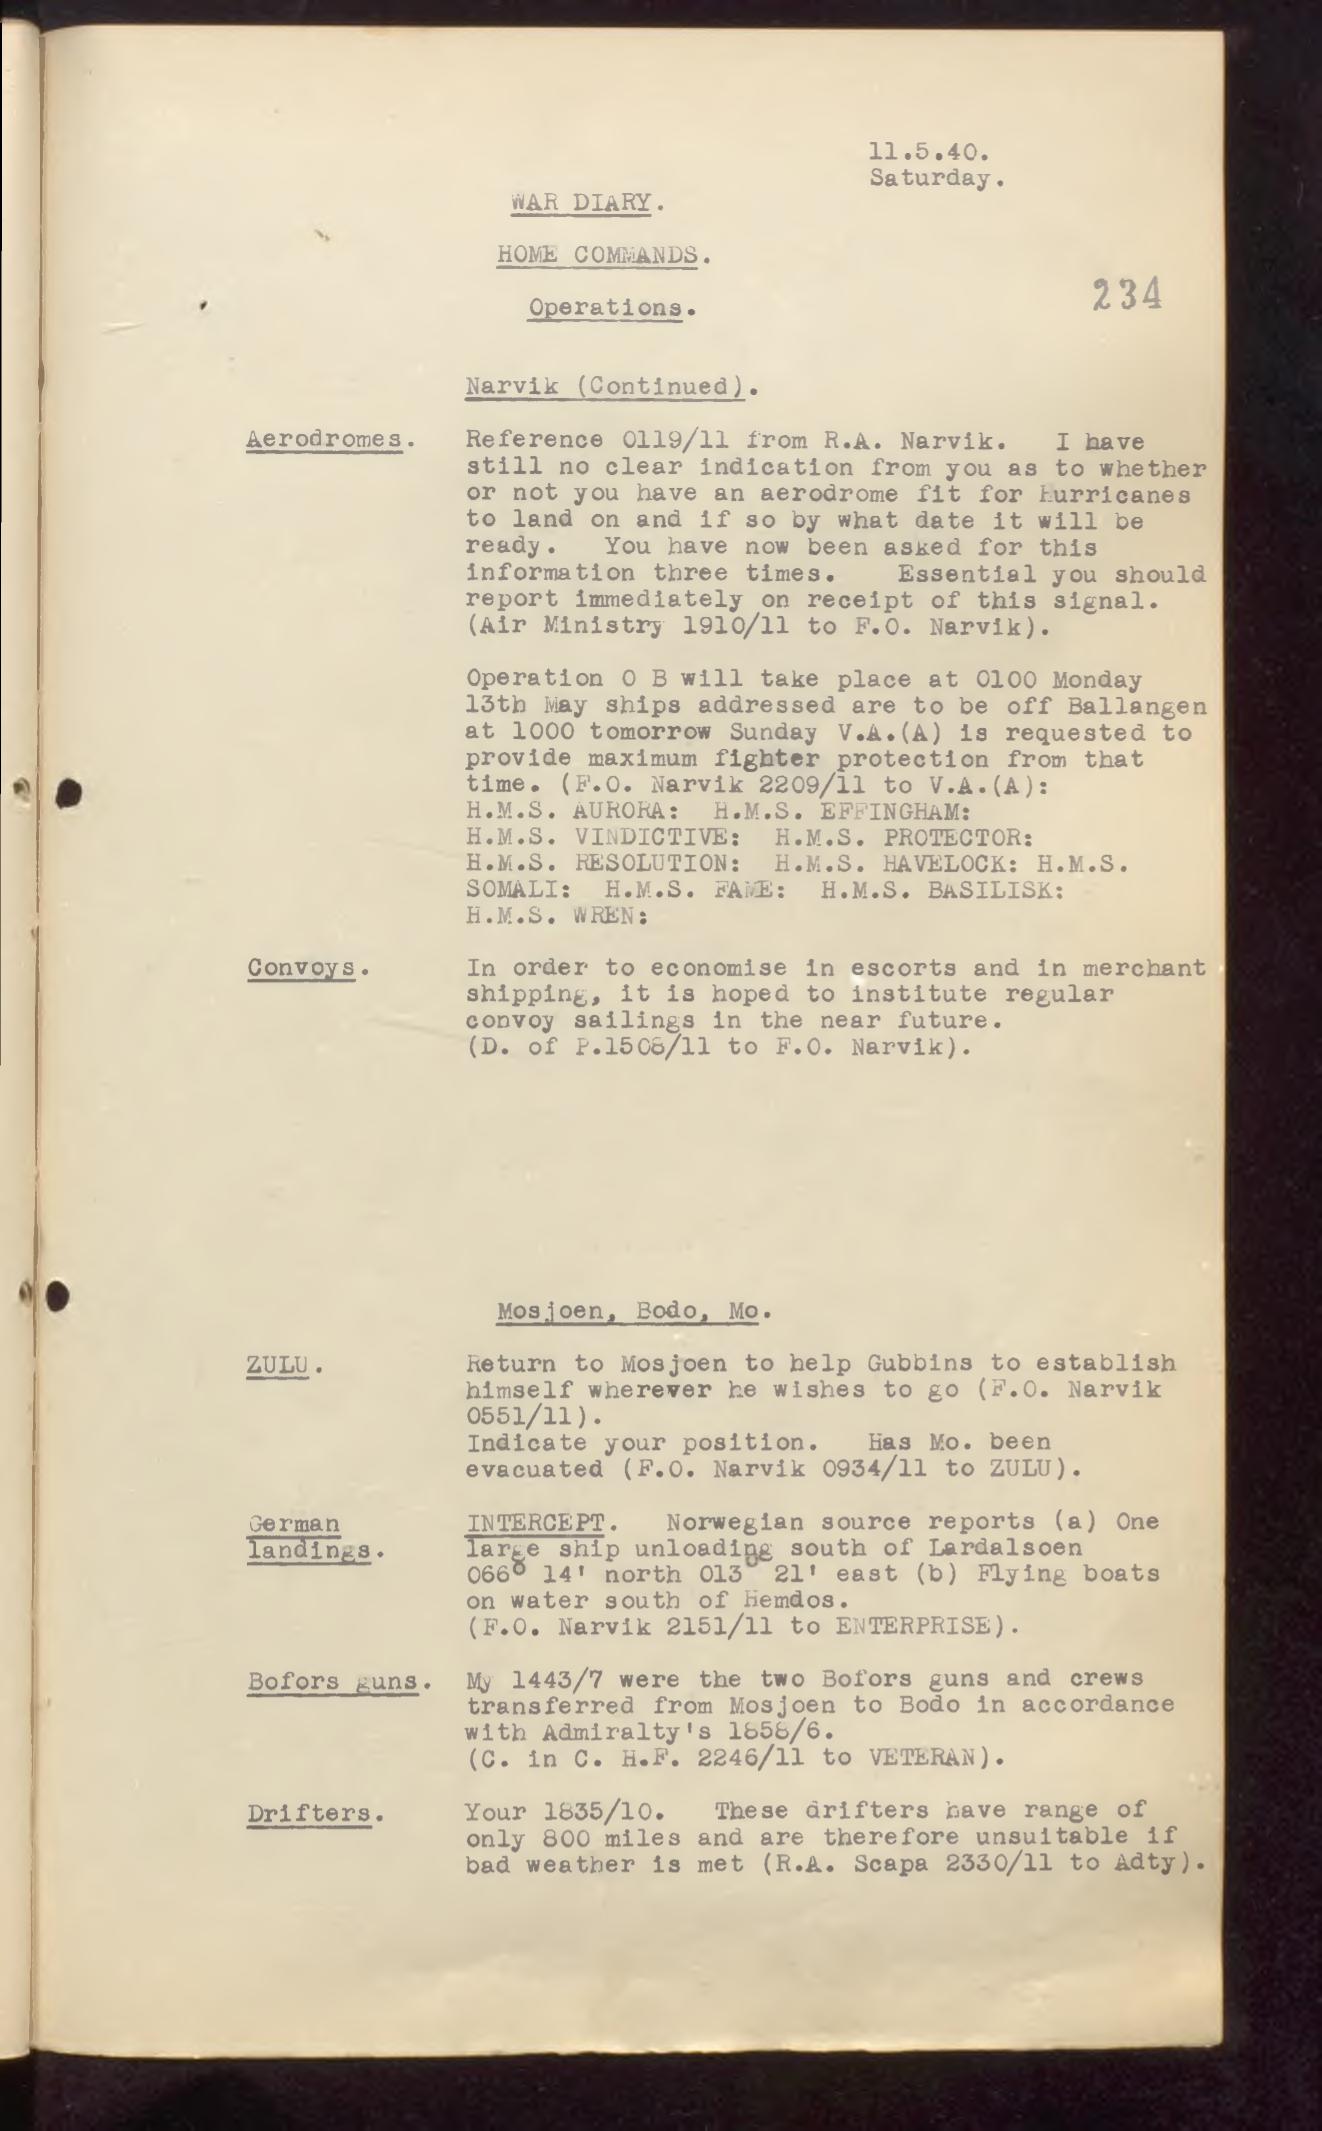 11.5.40.
Saturday.
WAR DIARY.
HOME COMMANDS.
234
Operations.
Narvik (Continued).
Aerodromes. Reference 0119/11 from R.A. Narvik. I have
still no clear indication from you as to whether
or not you have an aerodrome fit for Hurricanes
to land on and if so by what date it will be
ready. You have now been asked for this
information three times. Essential you should
report immediately on receipt of this signal.
(Air Ministry 1910/11 to F.O. Narvik).
Operation O B will take place at 0100 Monday
13th May ships addressed are to be off Ballangen
at 1000 tomorrow Sunday V.A.(A) is requested to
provide maximum fighter protection from that
time. (F.O. Narvik 2209/11 to V.A.(A):
H.M.S. AURORA: H.M.S. EFFINGHAM:
H.M.S. VINDICTIVE: H.M.S. PROTECTOR:
H.M.S. RESOLUTION: H.M.S. HAVELOCK: H.M.S.
SOMALI: H.M.S. FAME: H.M.S. BASILISK:
H.M.S. WREN:
Convoys. In order to economise in escorts and in merchant
shipping, it is hoped to institute regular
convoy sailings in the near future.
(D. of P.1508/11 to F.O. Narvik).
Mosjoen, Bodo, Mo.
ZULU. Return to Mosjoen to help Gubbins to establish
himself wherever he wishes to go (F.O. Narvik
0551/11).
Indicate your position. Has Mo. been
evacuated (F.O. Narvik 0934/11 to ZULU).
German INTERCEPT. Norwegian source reports (a) One
landings. large ship unloading south of Lardalsoen
066° 14' north 013° 21' east (b) Flying boats
on water south of Hemdos.
(F.O. Narvik 2151/11 to ENTERPRISE).
Bofors guns. My 1443/7 were the two Bofors guns and crews
transferred from Mosjoen to Bodo in accordance
with Admiralty's 1858/6.
(C. in C. H.F. 2246/11 to VETERAN).
Drifters. Your 1835/10. These drifters have range of
only 800 miles and are therefore unsuitable if
bad weather is met (R.A. Scapa 2330/11 to Adty).